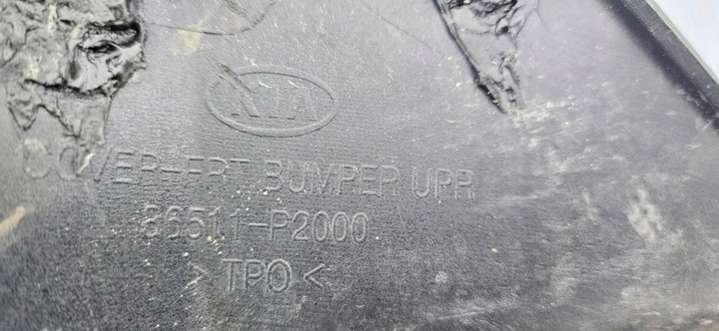 KIA
COVER-FRT BUMPER UPR
86511-P2000
> TPO <